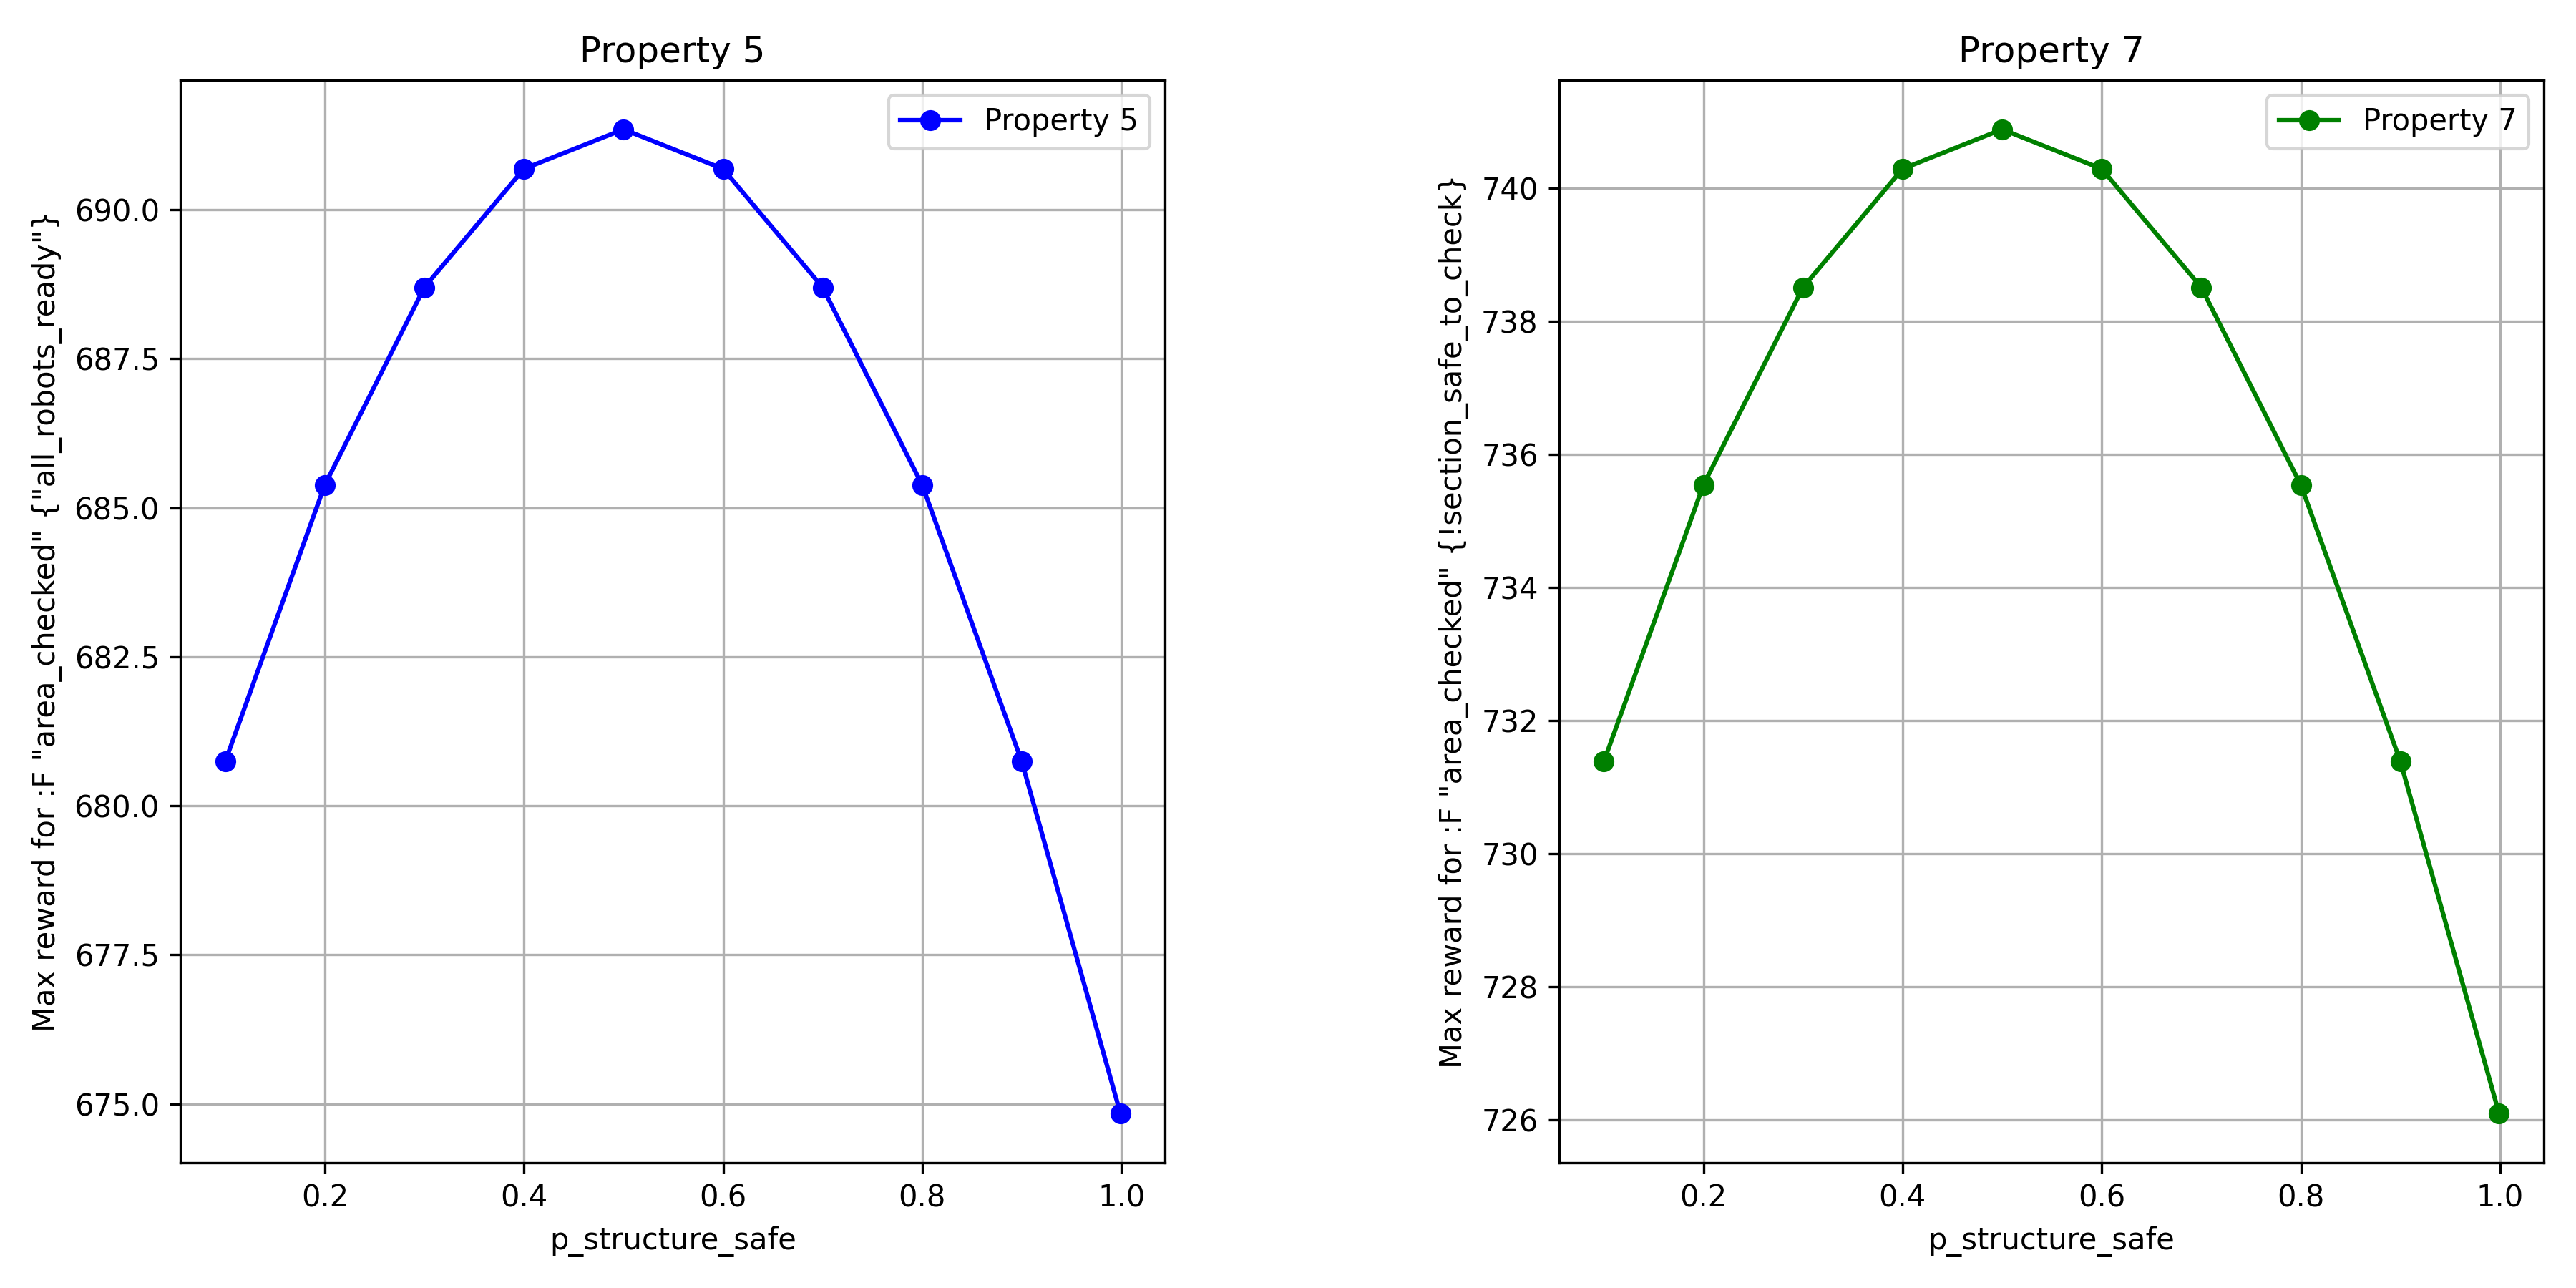 Property 5
Property 5
Max reward for :F "area_checked" {"all_robots_ready"}
690.0
687.5
685.0
682.5
680.0
677.5
675.0
0.2 0.4 0.6 0.8 1.0
p_structure_safe
Property 7
Property 7
Max reward for :F "area_checked" {!section_safe_to_check}
740
738
736
734
732
730
728
726
0.2 0.4 0.6 0.8 1.0
p_structure_safe